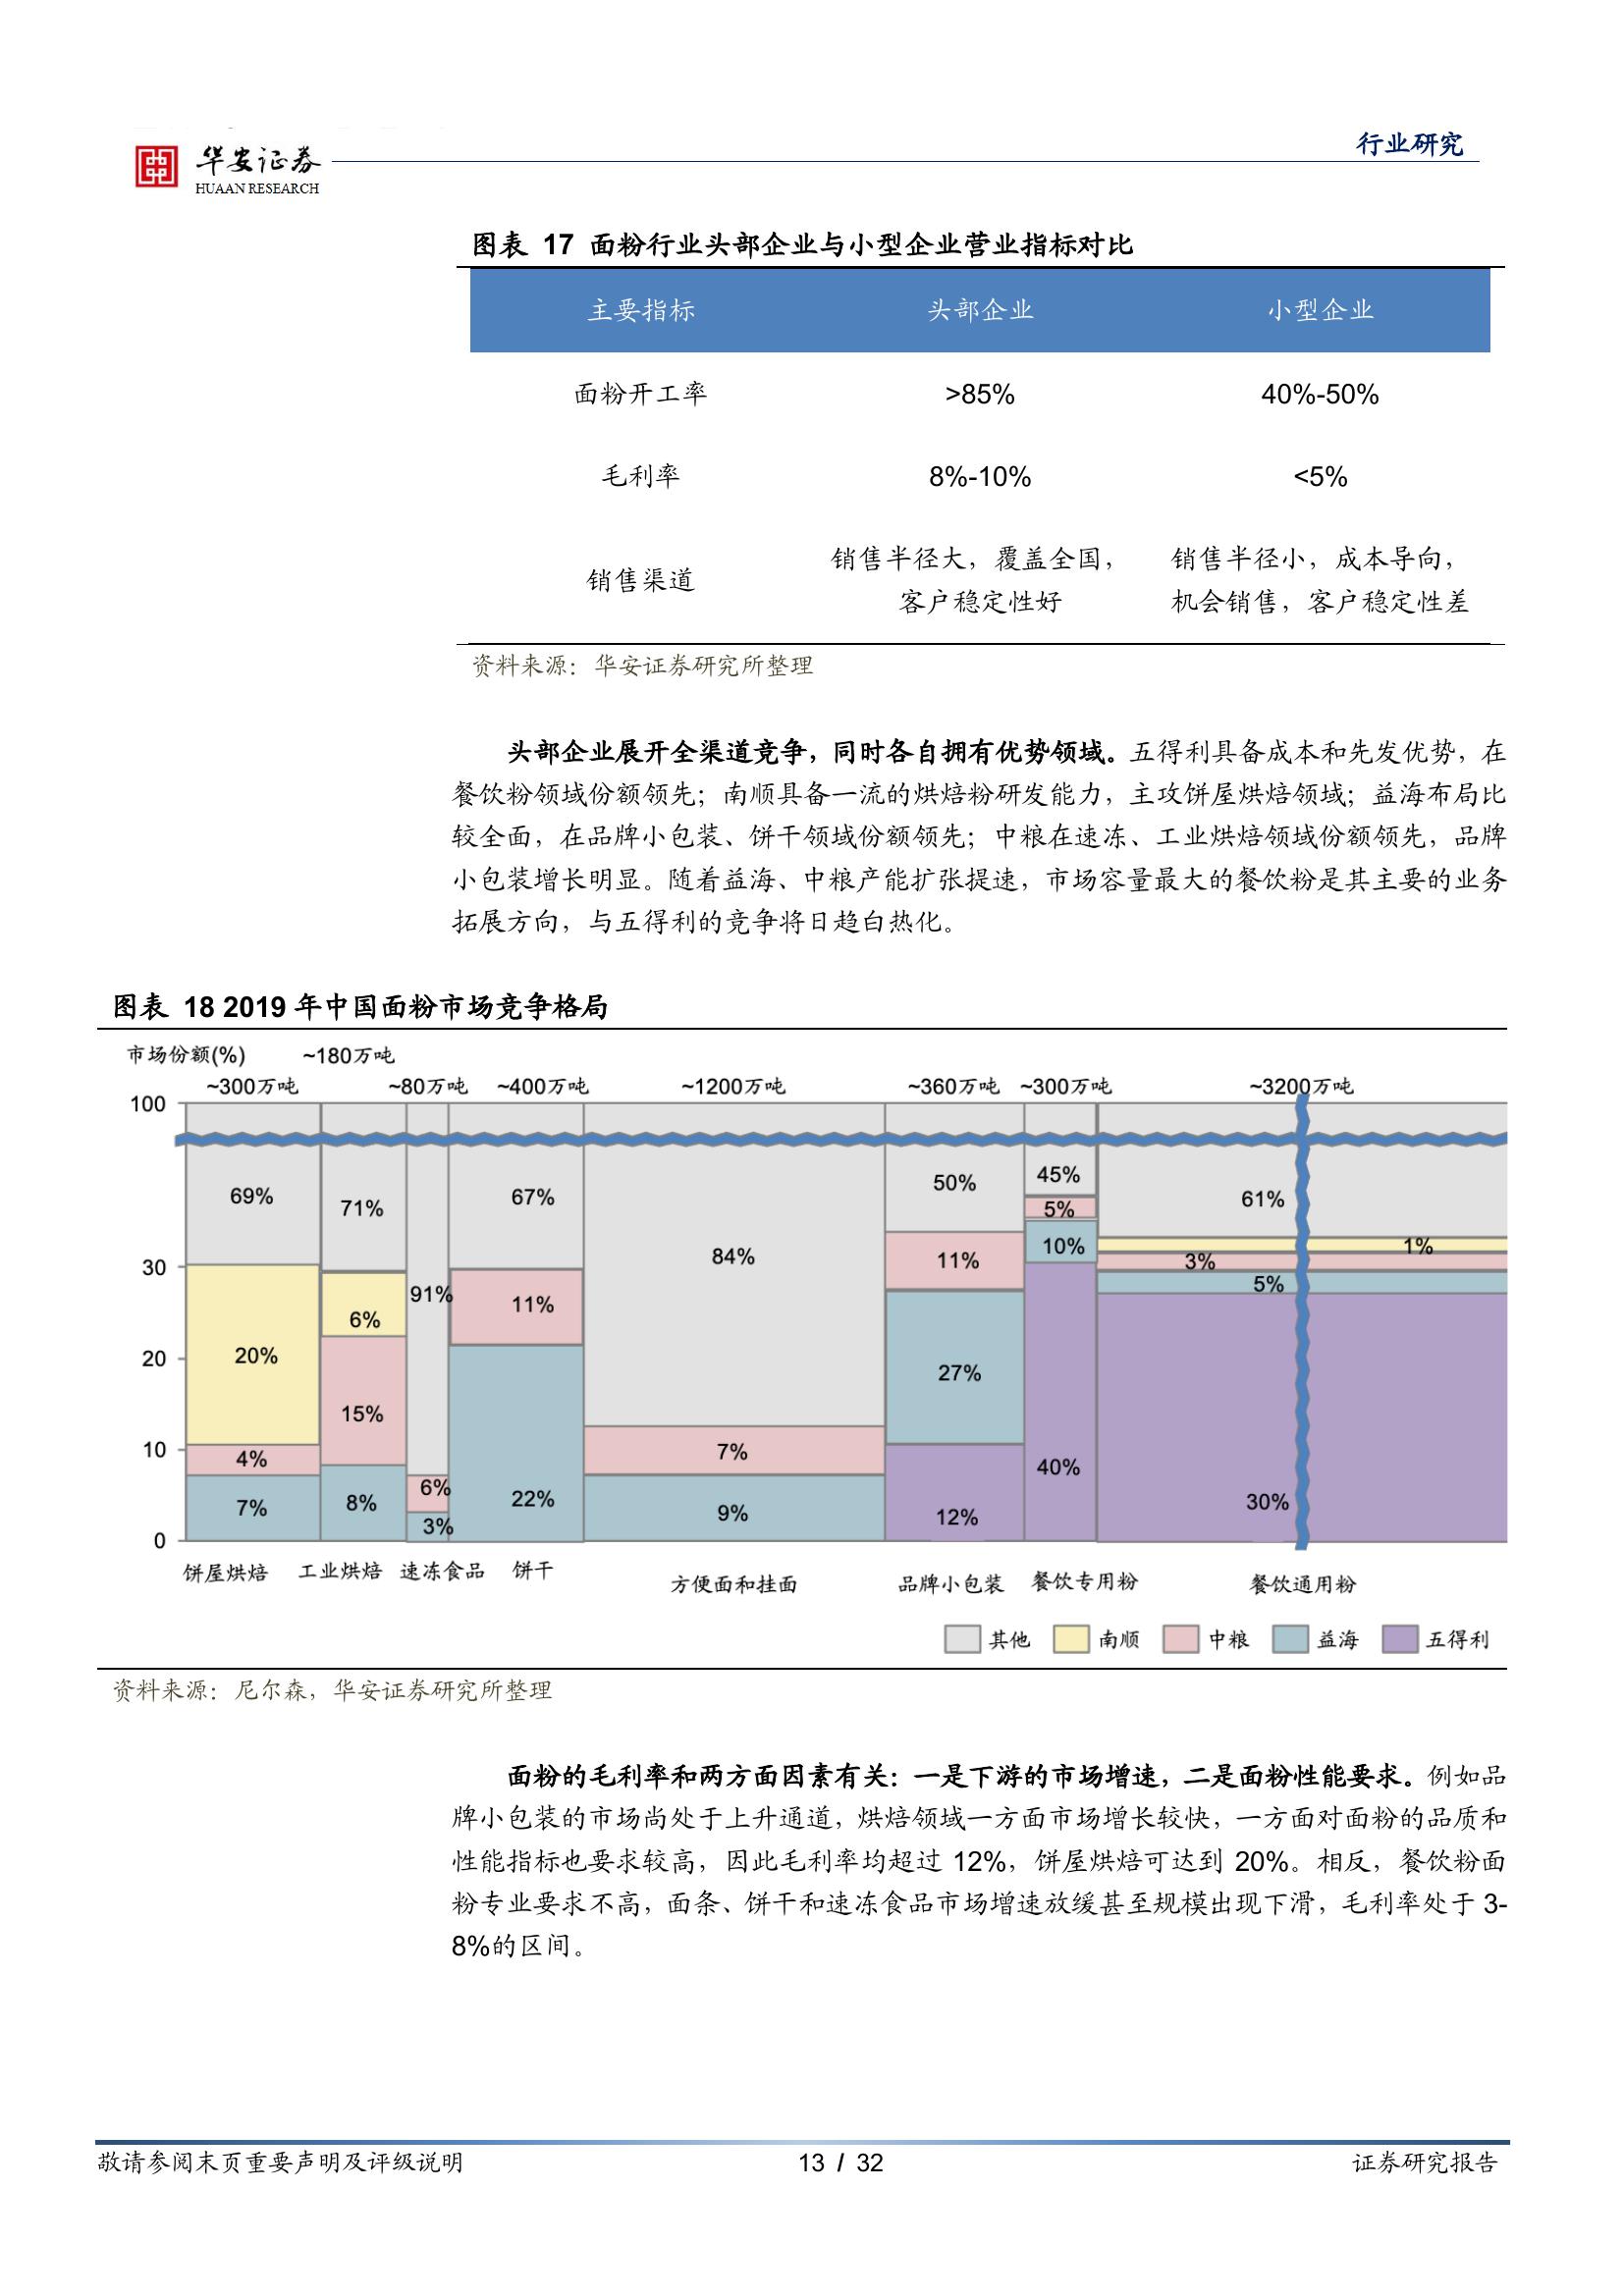 华安证券
HUAAN RESEARCH
行业研究
图表 17 面粉行业头部企业与小型企业营业指标对比
主要指标 头部企业 小型企业
面粉开工率 >85% 40%-50%
毛利率 8%-10% <5%
销售渠道 销售半径大，覆盖全国， 销售半径小，成本导向，
客户稳定性好 机会销售，客户稳定性差
资料来源：华安证券研究所整理
头部企业展开全渠道竞争，同时各自拥有优势领域。五得利具备成本和先发优势，在
餐饮粉领域份额领先；南顺具备一流的烘焙粉研发能力，主攻饼屋烘焙领域；益海布局比
较全面，在品牌小包装、饼干领域份额领先；中粮在速冻、工业烘焙领域份额领先，品牌
小包装增长明显。随着益海、中粮产能扩张提速，市场容量最大的餐饮粉是其主要的业务
拓展方向，与五得利的竞争将日趋白热化。
图表 18 2019 年中国面粉市场竞争格局
市场份额(%) ~180万吨
~300万吨 ~80万吨 ~400万吨 ~1200万吨 ~360万吨 ~300万吨 ~3200万吨
100
45%
50%
69% 67% 61%
71% 5%
10% 1%
84% 11% 3%
30
5%
91% 11%
6%
20 20% 27%
15%
10 4% 7% 40%
6%
7% 8% 22% 9% 12% 30%
3%
0
饼屋烘焙 工业烘焙 速冻食品 饼干 方便面和挂面 品牌小包装 餐饮专用粉 餐饮通用粉
其他 南顺 中粮 益海 五得利
资料来源：尼尔森，华安证券研究所整理
面粉的毛利率和两方面因素有关：一是下游的市场增速，二是面粉性能要求。例如品
牌小包装的市场尚处于上升通道，烘焙领域一方面市场增长较快，一方面对面粉的品质和
性能指标也要求较高，因此毛利率均超过 12%，饼屋烘焙可达到 20%。相反，餐饮粉面
粉专业要求不高，面条、饼干和速冻食品市场增速放缓甚至规模出现下滑，毛利率处于 3-
8%的区间。
敬请参阅末页重要声明及评级说明 13 / 32 证券研究报告